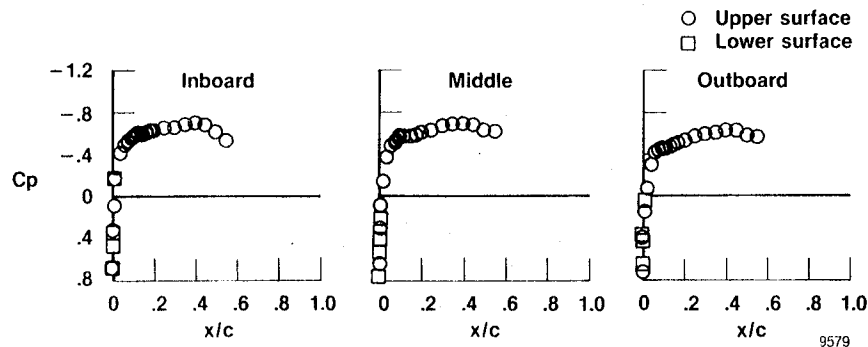 Upper surface
Lower surface
Inboard
Middle
Outboard
−1.2
−.8
−.4
Cp
0
.4
.8
0 .2 .4 .6 .8 1.0
0 .2 .4 .6 .8 1.0
0 .2 .4 .6 .8 1.0
x/c
x/c
x/c
9579